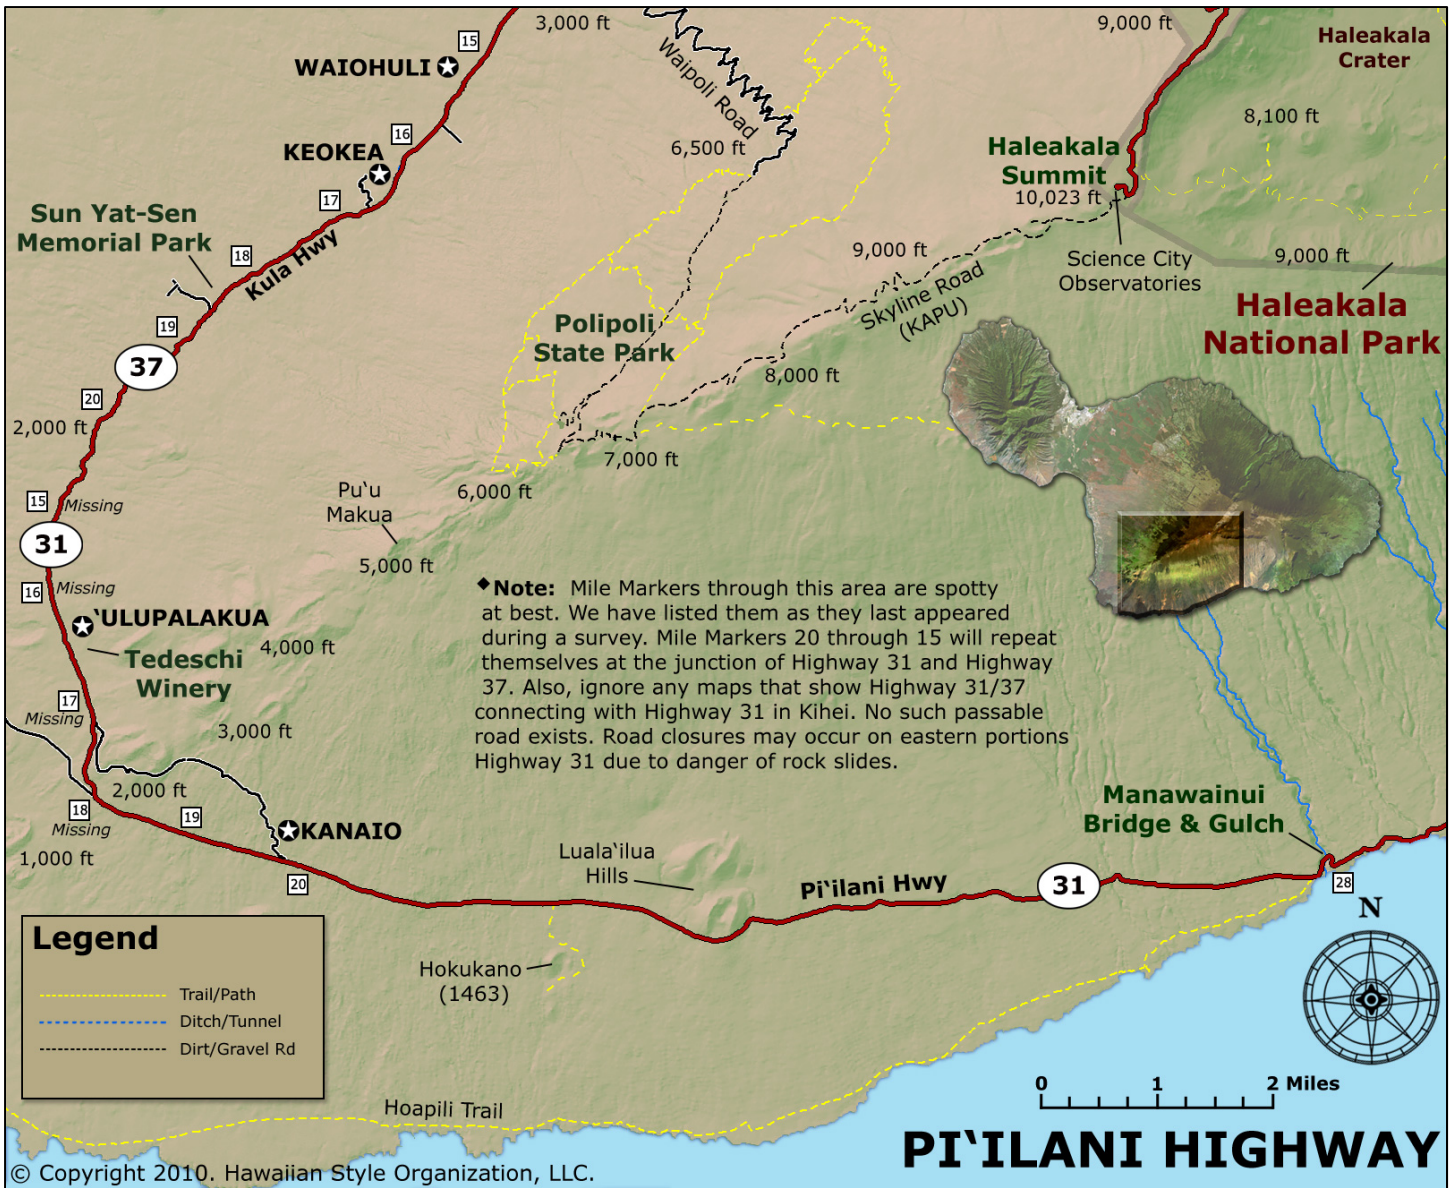 3,000 ft
9,000 ft
Haleakala
Crater
15
WAIOHULI
Waipoli Road
8,100 ft
16
KEOKEA
6,500 ft
Haleakala
Summit
10,023 ft
17
Sun Yat-Sen
Memorial Park
18
Kula Hwy
9,000 ft
Science City
Observatories
9,000 ft
Skyline Road
(KAPU)
Haleakala
National Park
19
Polipoli
State Park
37
8,000 ft
20
2,000 ft
7,000 ft
6,000 ft
15
Missing
Pu‘u
Makua
31
5,000 ft
16
Missing
◆Note: Mile Markers through this area are spotty
at best. We have listed them as they last appeared
during a survey. Mile Markers 20 through 15 will repeat
themselves at the junction of Highway 31 and Highway
37. Also, ignore any maps that show Highway 31/37
connecting with Highway 31 in Kihei. No such passable
road exists. Road closures may occur on eastern portions
Highway 31 due to danger of rock slides.
‘ULUPALAKUA
4,000 ft
Tedeschi
Winery
17
Missing
3,000 ft
2,000 ft
18
Missing
19
KANAIO
1,000 ft
20
Manawainui
Bridge & Gulch
Luala‘ilua
Hills
Pi‘ilani Hwy
31
28
N
Legend
Trail/Path
Ditch/Tunnel
Dirt/Gravel Rd
Hokukano
(1463)
0 1 2 Miles
Hoapili Trail
PI‘ILANI HIGHWAY
© Copyright 2010. Hawaiian Style Organization, LLC.